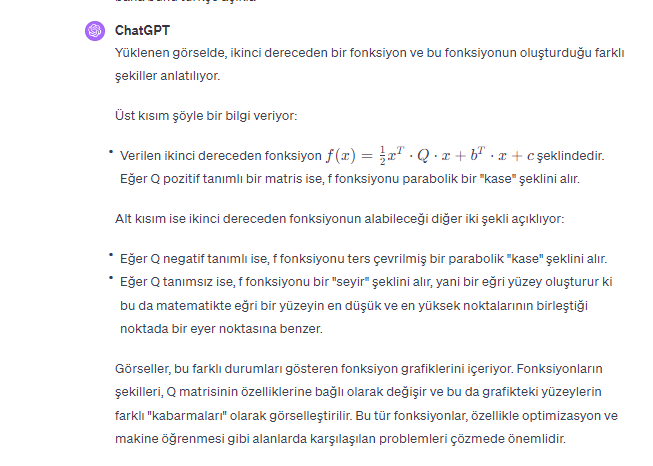 ChatGPT
Yüklenen görselde, ikinci dereceden bir fonksiyon ve bu fonksiyonun oluşturduğu farklı
şekiller anlatılıyor.
Üst kısım şöyle bir bilgi veriyor:
• Verilen ikinci dereceden fonksiyon f(x) = ½x^T · Q · x + b^T · x + c şeklindedir.
Eğer Q pozitif tanımlı bir matris ise, f fonksiyonu parabolik bir "kase" şeklini alır.
Alt kısım ise ikinci dereceden fonksiyonun alabileceği diğer iki şekli açıklıyor:
• Eğer Q negatif tanımlı ise, f fonksiyonu ters çevrilmiş bir parabolik "kase" şeklini alır.
• Eğer Q tanımsız ise, f fonksiyonu bir "seyir" şeklini alır, yani bir eğri yüzey oluşturur ki
bu da matematikte eğri bir yüzeyin en düşük ve en yüksek noktalarının birleştiği
noktada bir eyer noktasına benzer.
Görseller, bu farklı durumları gösteren fonksiyon grafiklerini içeriyor. Fonksiyonların
şekilleri, Q matrisinin özelliklerine bağlı olarak değişir ve bu da grafikteki yüzeylerin
farklı "kabarmaları" olarak görselleştirilir. Bu tür fonksiyonlar, özellikle optimizasyon ve
makine öğrenmesi gibi alanlarda karşılaşılan problemleri çözmede önemlidir.